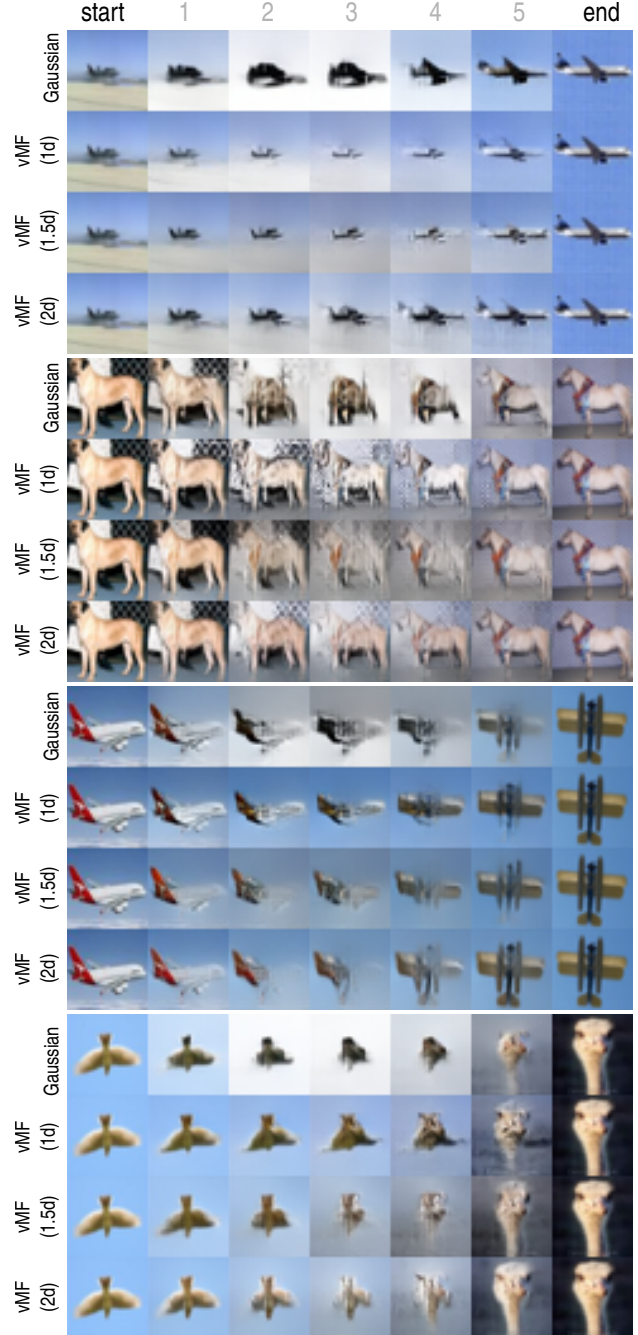 start 1 2 3 4 5 end
Gaussian
vMF
(1d)
vMF
(1.5d)
vMF
(2d)
Gaussian
vMF
(1d)
vMF
(1.5d)
vMF
(2d)
Gaussian
vMF
(1d)
vMF
(1.5d)
vMF
(2d)
Gaussian
vMF
(1d)
vMF
(1.5d)
vMF
(2d)